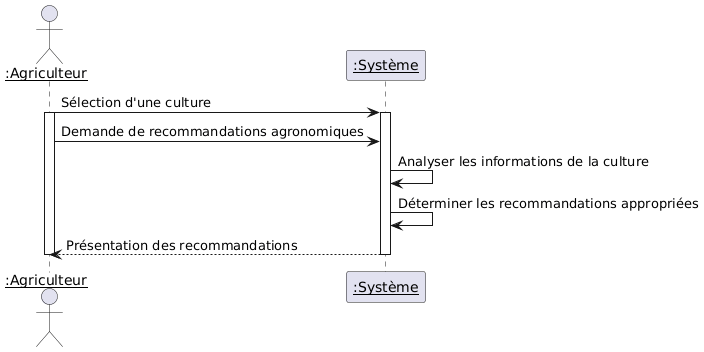 :Agriculteur
:Système
Sélection d'une culture
Demande de recommandations agronomiques
Analyser les informations de la culture
Déterminer les recommandations appropriées
Présentation des recommandations
:Agriculteur
:Système